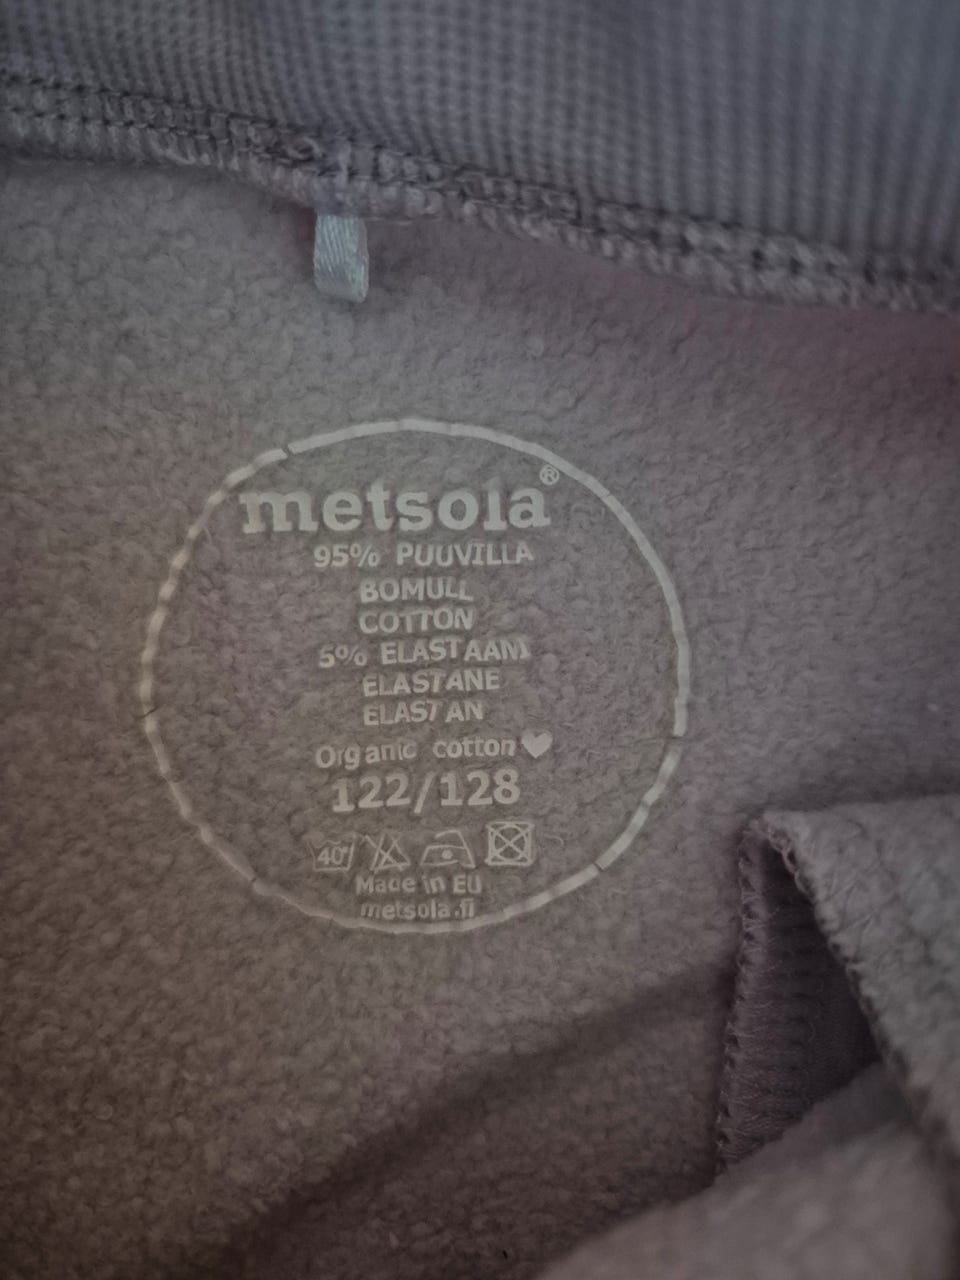 metsola®
95% PUUVILLA
BOMULL
COTTON
5% ELASTAANI
ELASTANE
ELASTAN
Organic cotton ♥
122/128
40°
Made in EU
metsola.fi